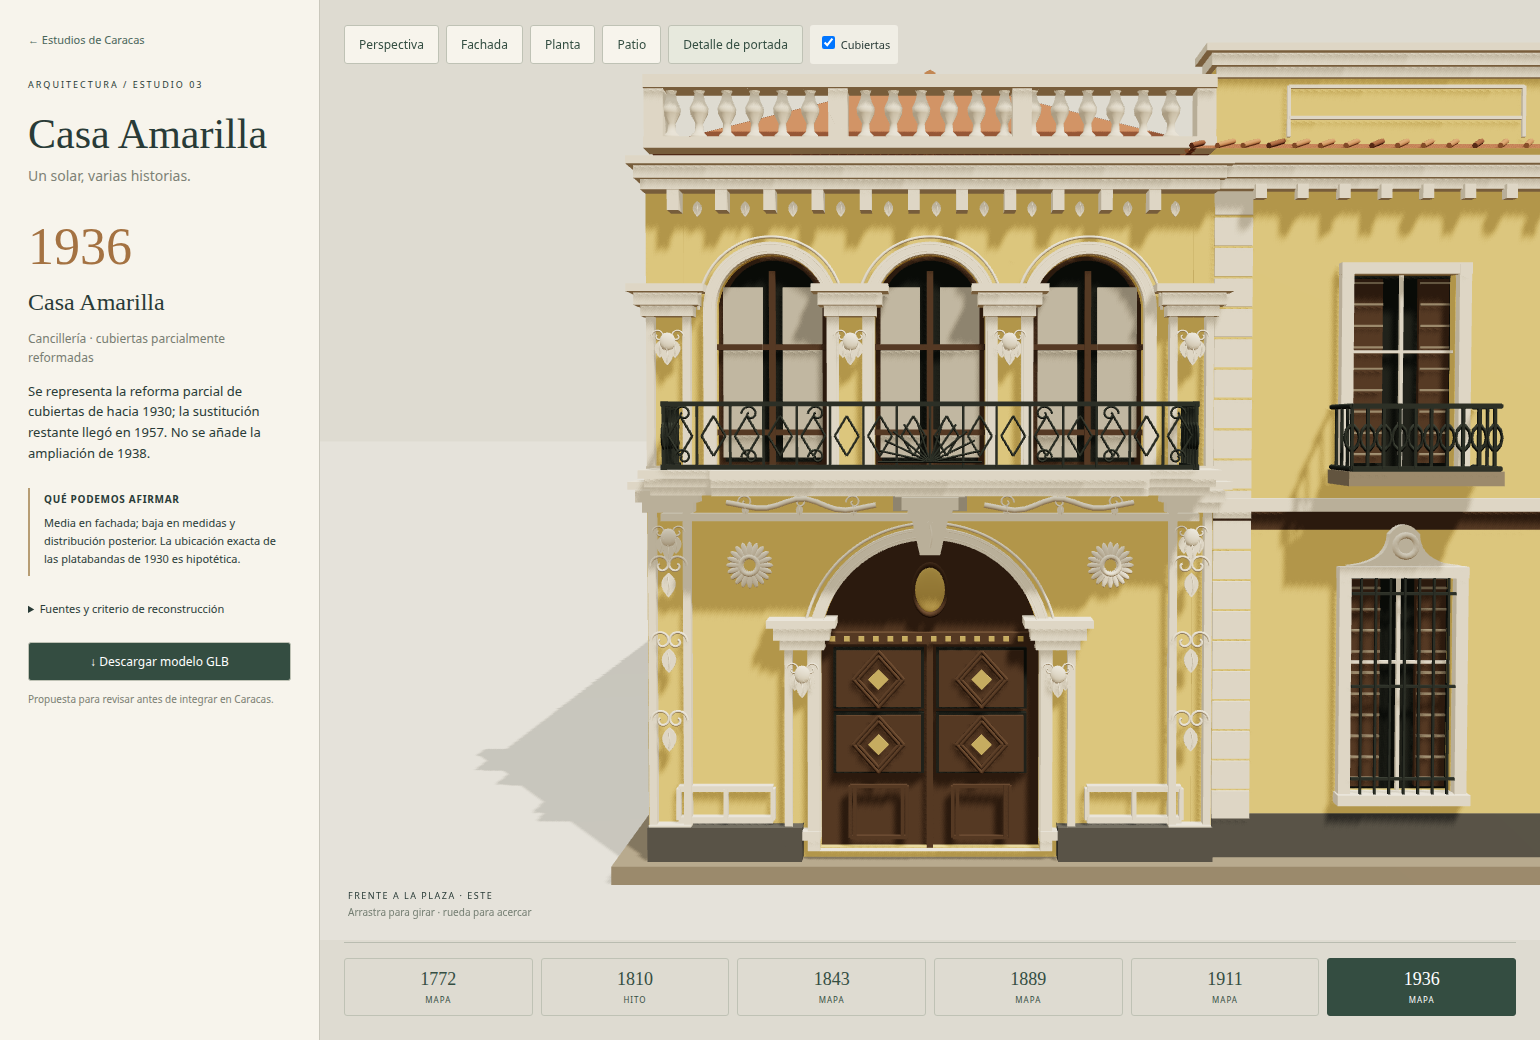 ← Estudios de Caracas
ARQUITECTURA / ESTUDIO 03
Casa Amarilla
Un solar, varias historias.
1936
Casa Amarilla
Cancillería · cubiertas parcialmente
reformadas
Se representa la reforma parcial de
cubiertas de hacia 1930; la sustitución
restante llegó en 1957. No se añade la
ampliación de 1938.
QUÉ PODEMOS AFIRMAR
Media en fachada; baja en medidas y
distribución posterior. La ubicación exacta de
las platabandas de 1930 es hipotética.
▶ Fuentes y criterio de reconstrucción
↓ Descargar modelo GLB
Propuesta para revisar antes de integrar en Caracas.
Perspectiva
Fachada
Planta
Patio
Detalle de portada
Cubiertas
FRENTE A LA PLAZA · ESTE
Arrastra para girar · rueda para acercar
1772
MAPA
1810
HITO
1843
MAPA
1889
MAPA
1911
MAPA
1936
MAPA